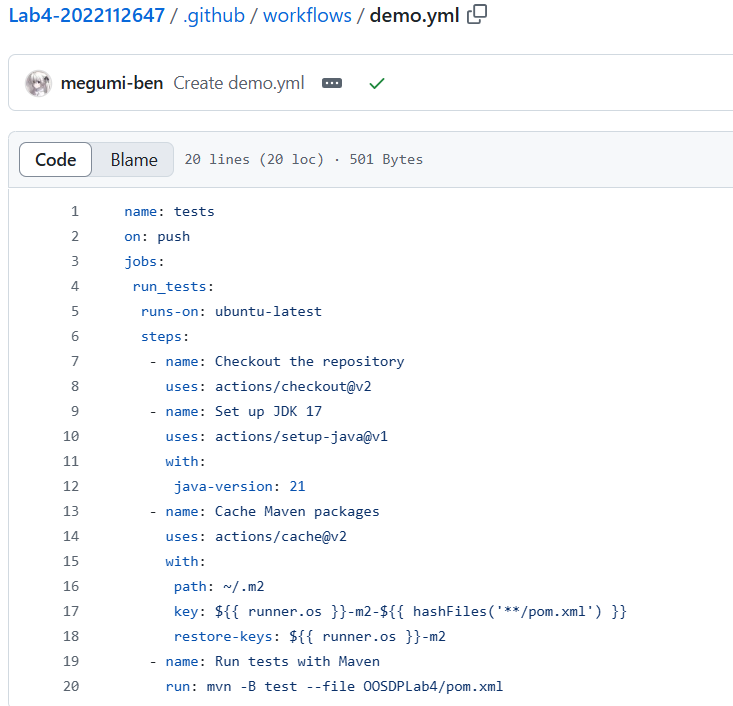 Lab4-2022112647 / .github / workflows / demo.yml
megumi-ben Create demo.yml
Code Blame 20 lines (20 loc) · 501 Bytes
1 name: tests
2 on: push
3 jobs:
4 run_tests:
5 runs-on: ubuntu-latest
6 steps:
7 - name: Checkout the repository
8 uses: actions/checkout@v2
9 - name: Set up JDK 17
10 uses: actions/setup-java@v1
11 with:
12 java-version: 21
13 - name: Cache Maven packages
14 uses: actions/cache@v2
15 with:
16 path: ~/.m2
17 key: ${{ runner.os }}-m2-${{ hashFiles('**/pom.xml') }}
18 restore-keys: ${{ runner.os }}-m2
19 - name: Run tests with Maven
20 run: mvn -B test --file OOSDPLab4/pom.xml